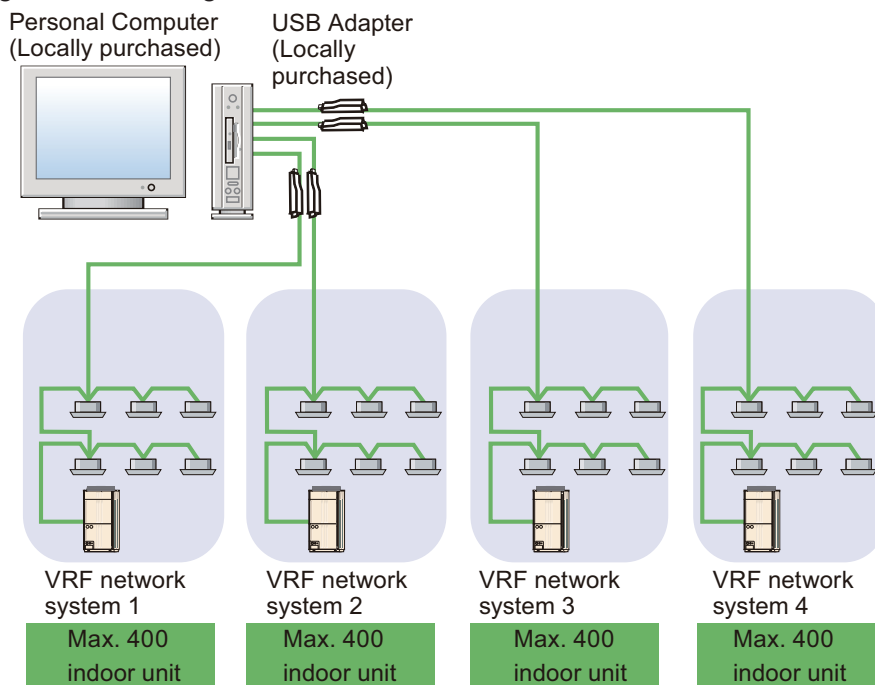 Personal Computer
(Locally purchased)
USB Adapter
(Locally
purchased)
VRF network
system 1
VRF network
system 2
VRF network
system 3
VRF network
system 4
Max. 400
indoor unit
Max. 400
indoor unit
Max. 400
indoor unit
Max. 400
indoor unit